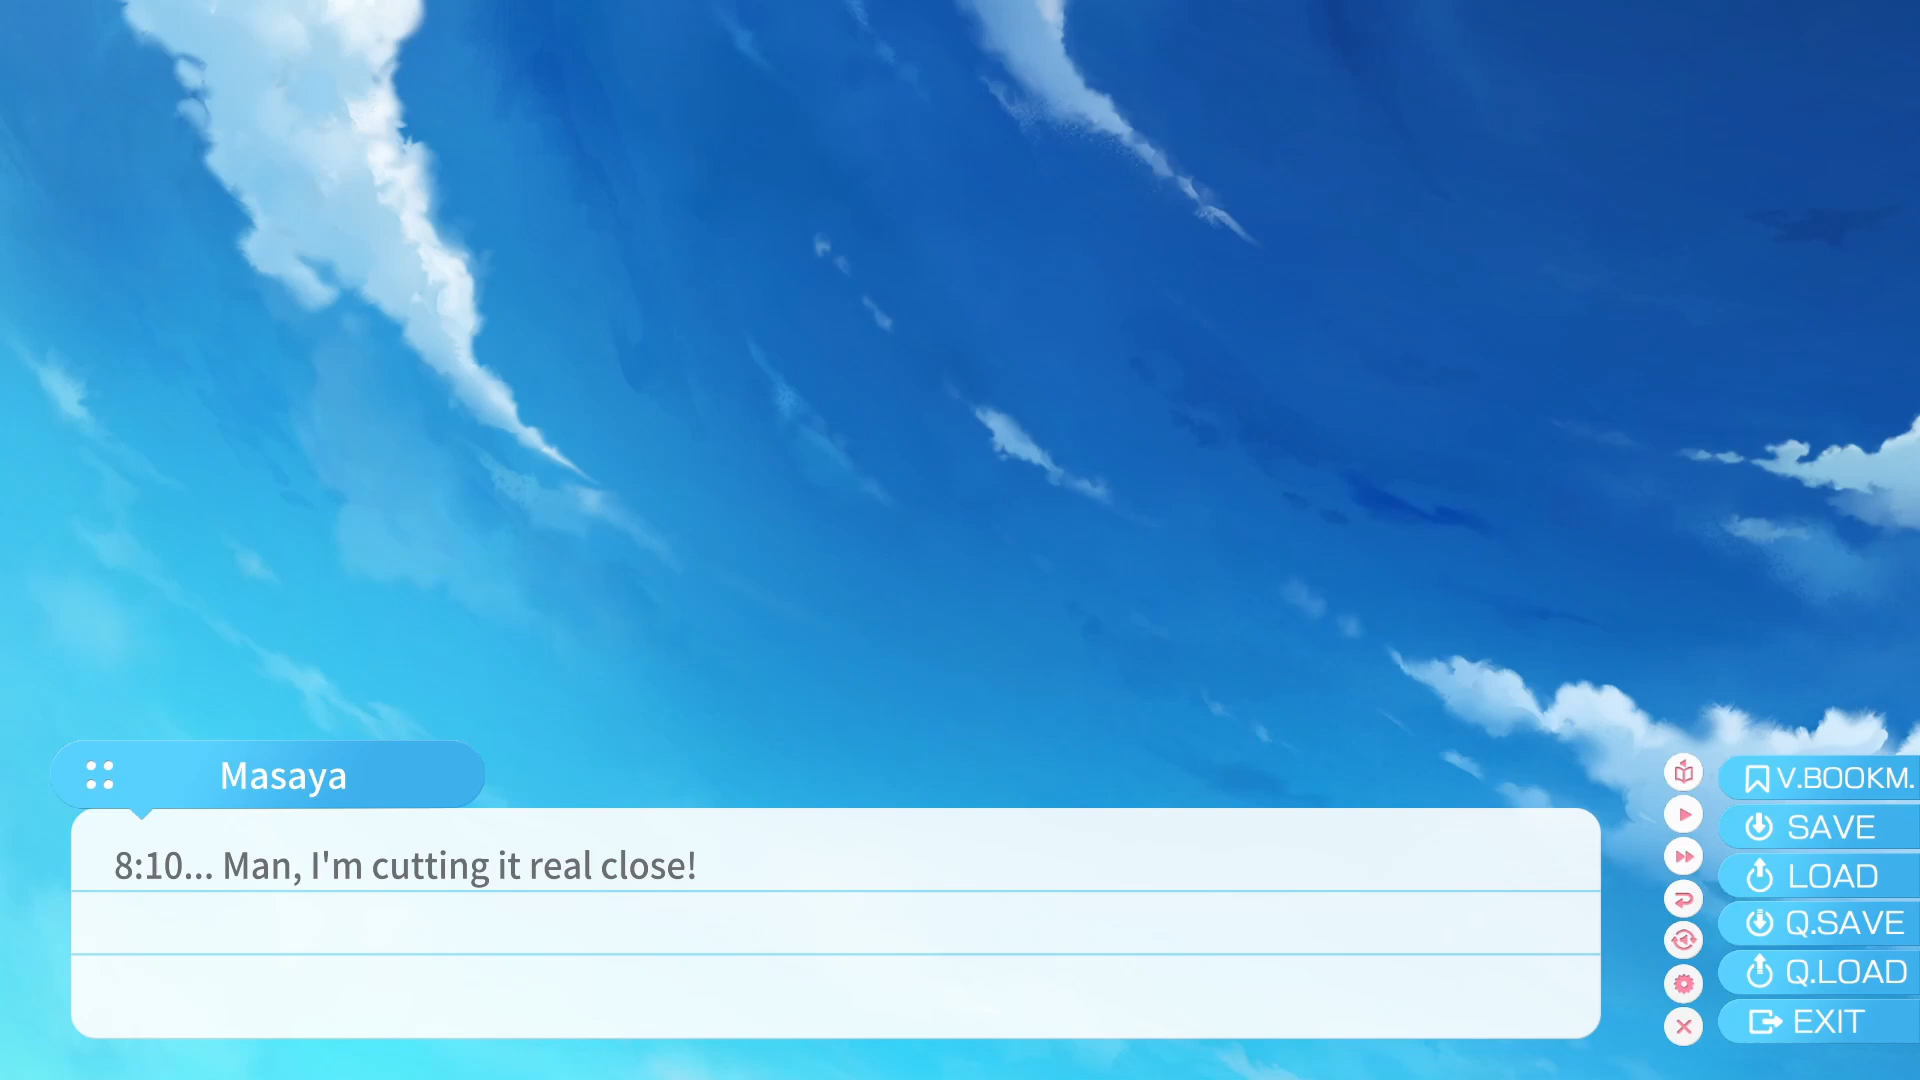 Masaya
8:10... Man, I'm cutting it real close!
V.BOOKM.
SAVE
LOAD
Q.SAVE
Q.LOAD
EXIT